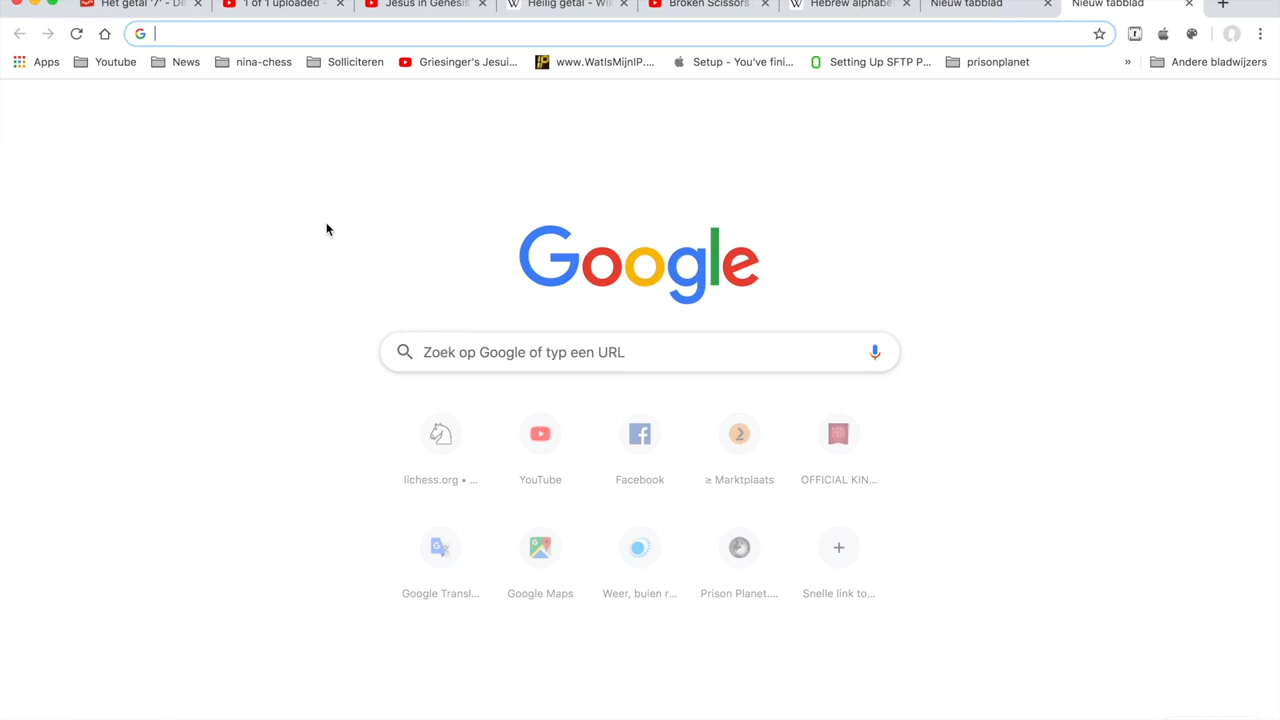 Het getal '7' - De
1 of 1 uploaded -
Jesus in Genesis
Heilig getal - Wi
Broken Scissors
Hebrew alphabet
Nieuw tabblad
Nieuw tabblad
Apps
Youtube
News
nina-chess
Solliciteren
Griesinger's Jesui...
www.WatIsMijnIP....
Setup - You've fini...
Setting Up SFTP P...
prisonplanet
»
Andere bladwijzers
Google
Zoek op Google of typ een URL
lichess.org • ...
YouTube
Facebook
≥ Marktplaats
OFFICIAL KIN...
Google Transl...
Google Maps
Weer, buien r...
Prison Planet....
Snelle link to...